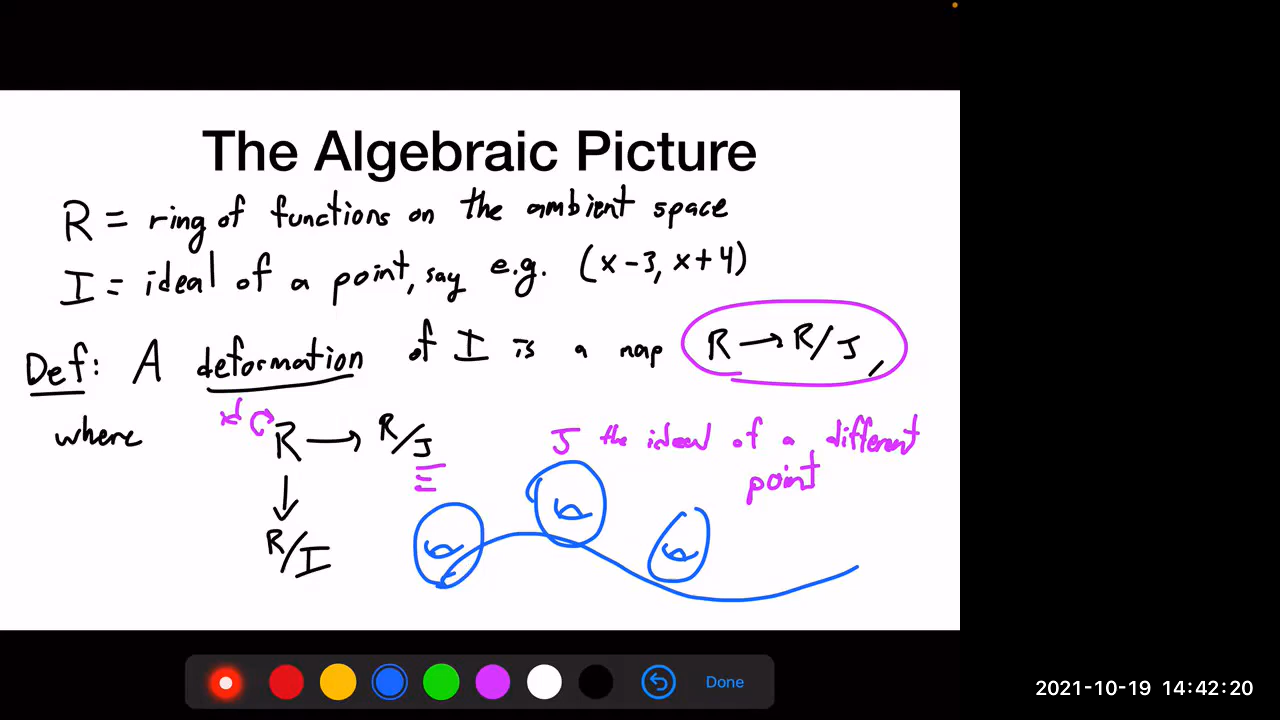 The Algebraic Picture
R = ring of functions on the ambient space
I = ideal of a point, say e.g. (x-3, x+4)
Def: A deformation of I is a map R → R/J,
where R → R/J
J the ideal of a different point
↓
R/I
Done
2021-10-19 14:42:20